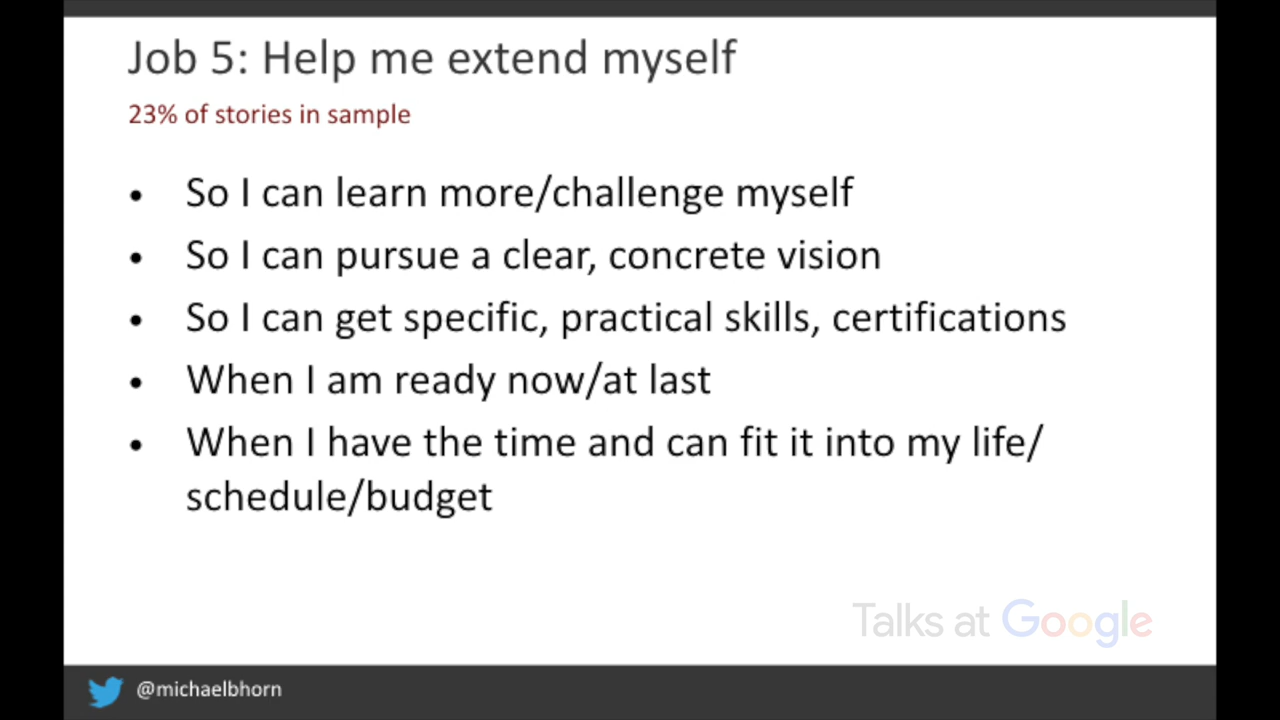 Job 5: Help me extend myself
23% of stories in sample
• So I can learn more/challenge myself
• So I can pursue a clear, concrete vision
• So I can get specific, practical skills, certifications
• When I am ready now/at last
• When I have the time and can fit it into my life/
schedule/budget
Talks at Google
@michaelbhorn